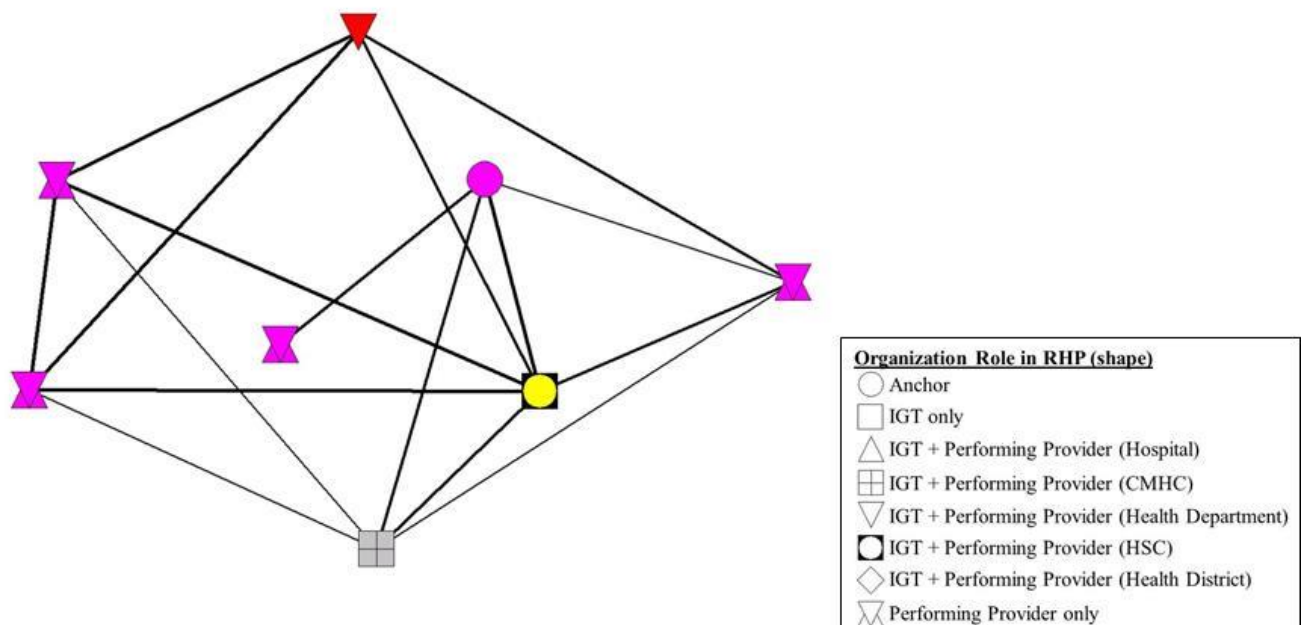 Organization Role in RHP (shape)
Anchor
IGT only
IGT + Performing Provider (Hospital)
IGT + Performing Provider (CMHC)
IGT + Performing Provider (Health Department)
IGT + Performing Provider (HSC)
IGT + Performing Provider (Health District)
Performing Provider only